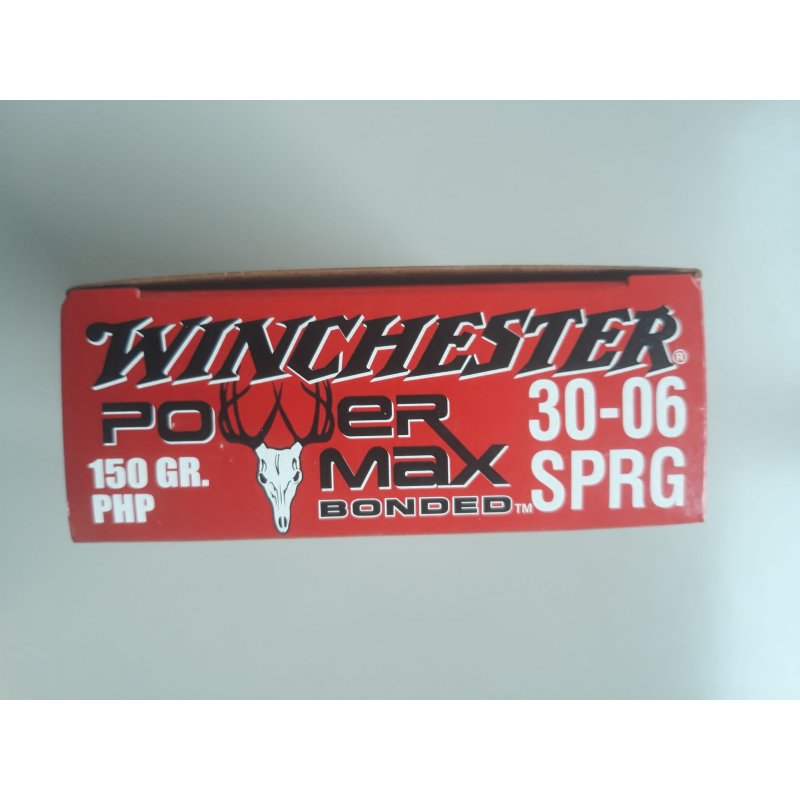 WINCHESTER®
POWER
MAX
BONDED™
150 GR.
PHP
30-06
SPRG